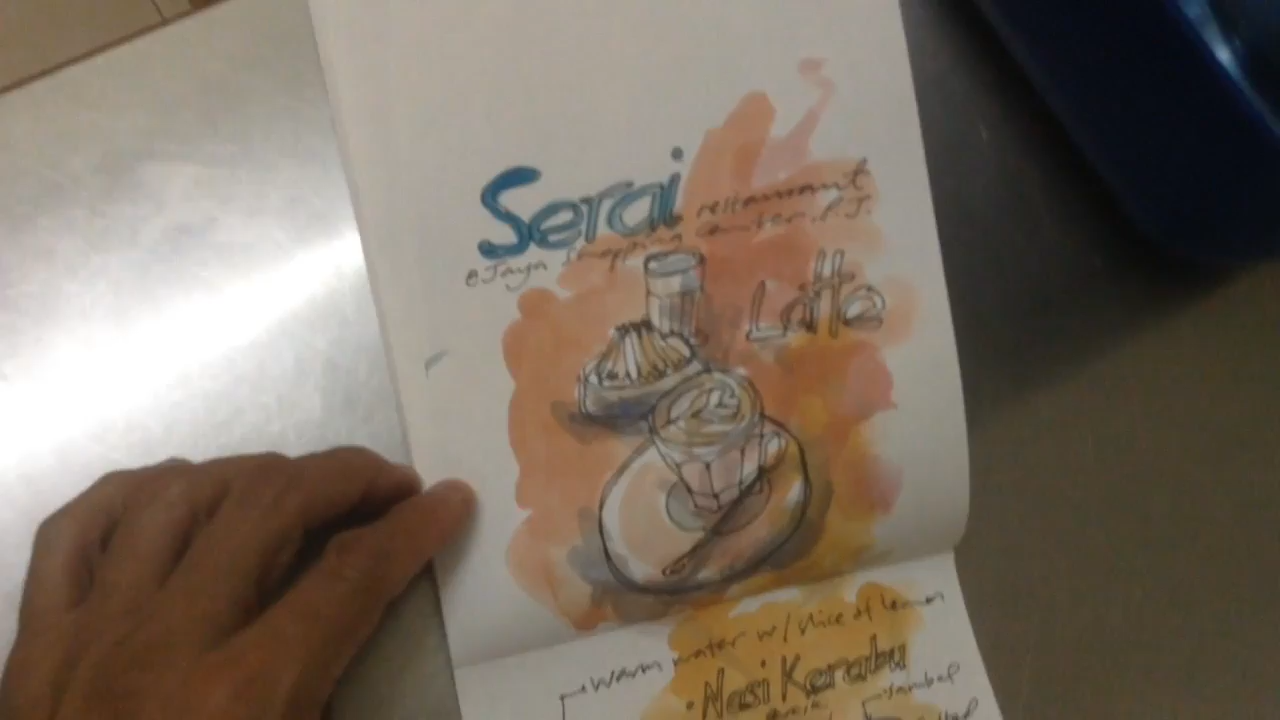 Serai restaurant
@Jaya Shopping Center, P.J.
Latte
warm water w/ slice of lemon
• Nasi Kerabu
sambal